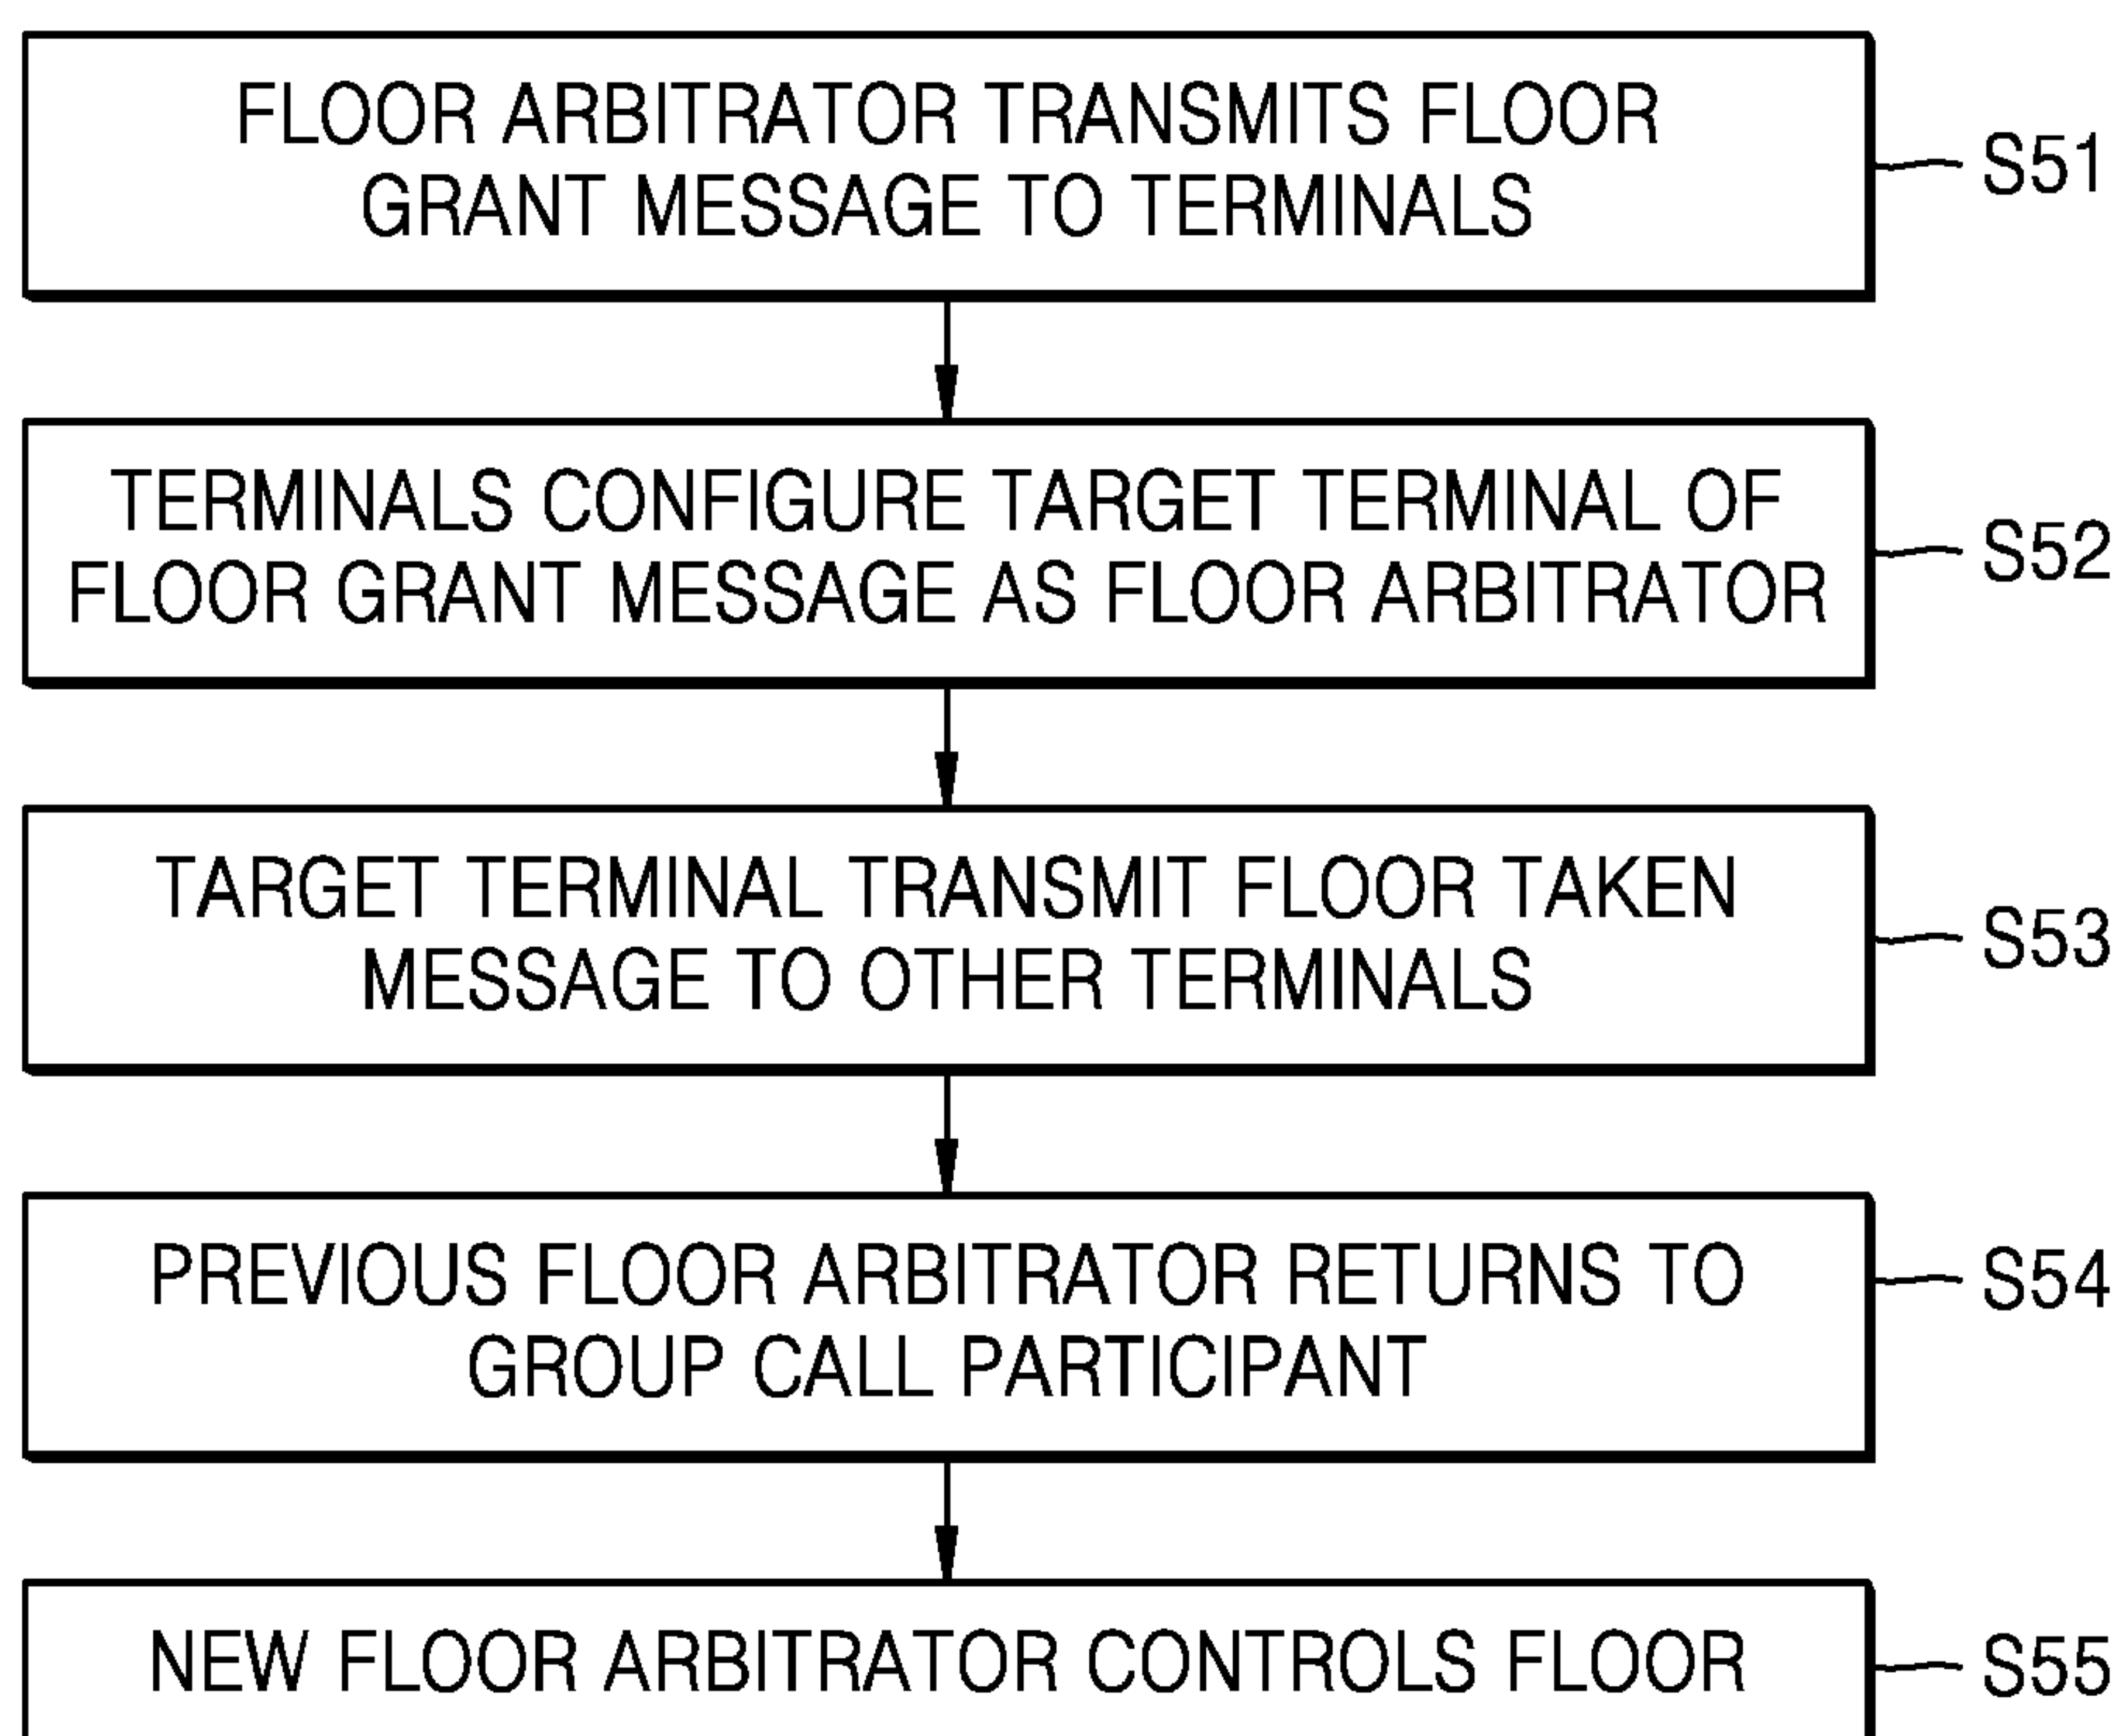 FLOOR ARBITRATOR TRANSMITS FLOOR
GRANT MESSAGE TO TERMINALS
S51
TERMINALS CONFIGURE TARGET TERMINAL OF
FLOOR GRANT MESSAGE AS FLOOR ARBITRATOR
S52
TARGET TERMINAL TRANSMIT FLOOR TAKEN
MESSAGE TO OTHER TERMINALS
S53
PREVIOUS FLOOR ARBITRATOR RETURNS TO
GROUP CALL PARTICIPANT
S54
NEW FLOOR ARBITRATOR CONTROLS FLOOR
S55